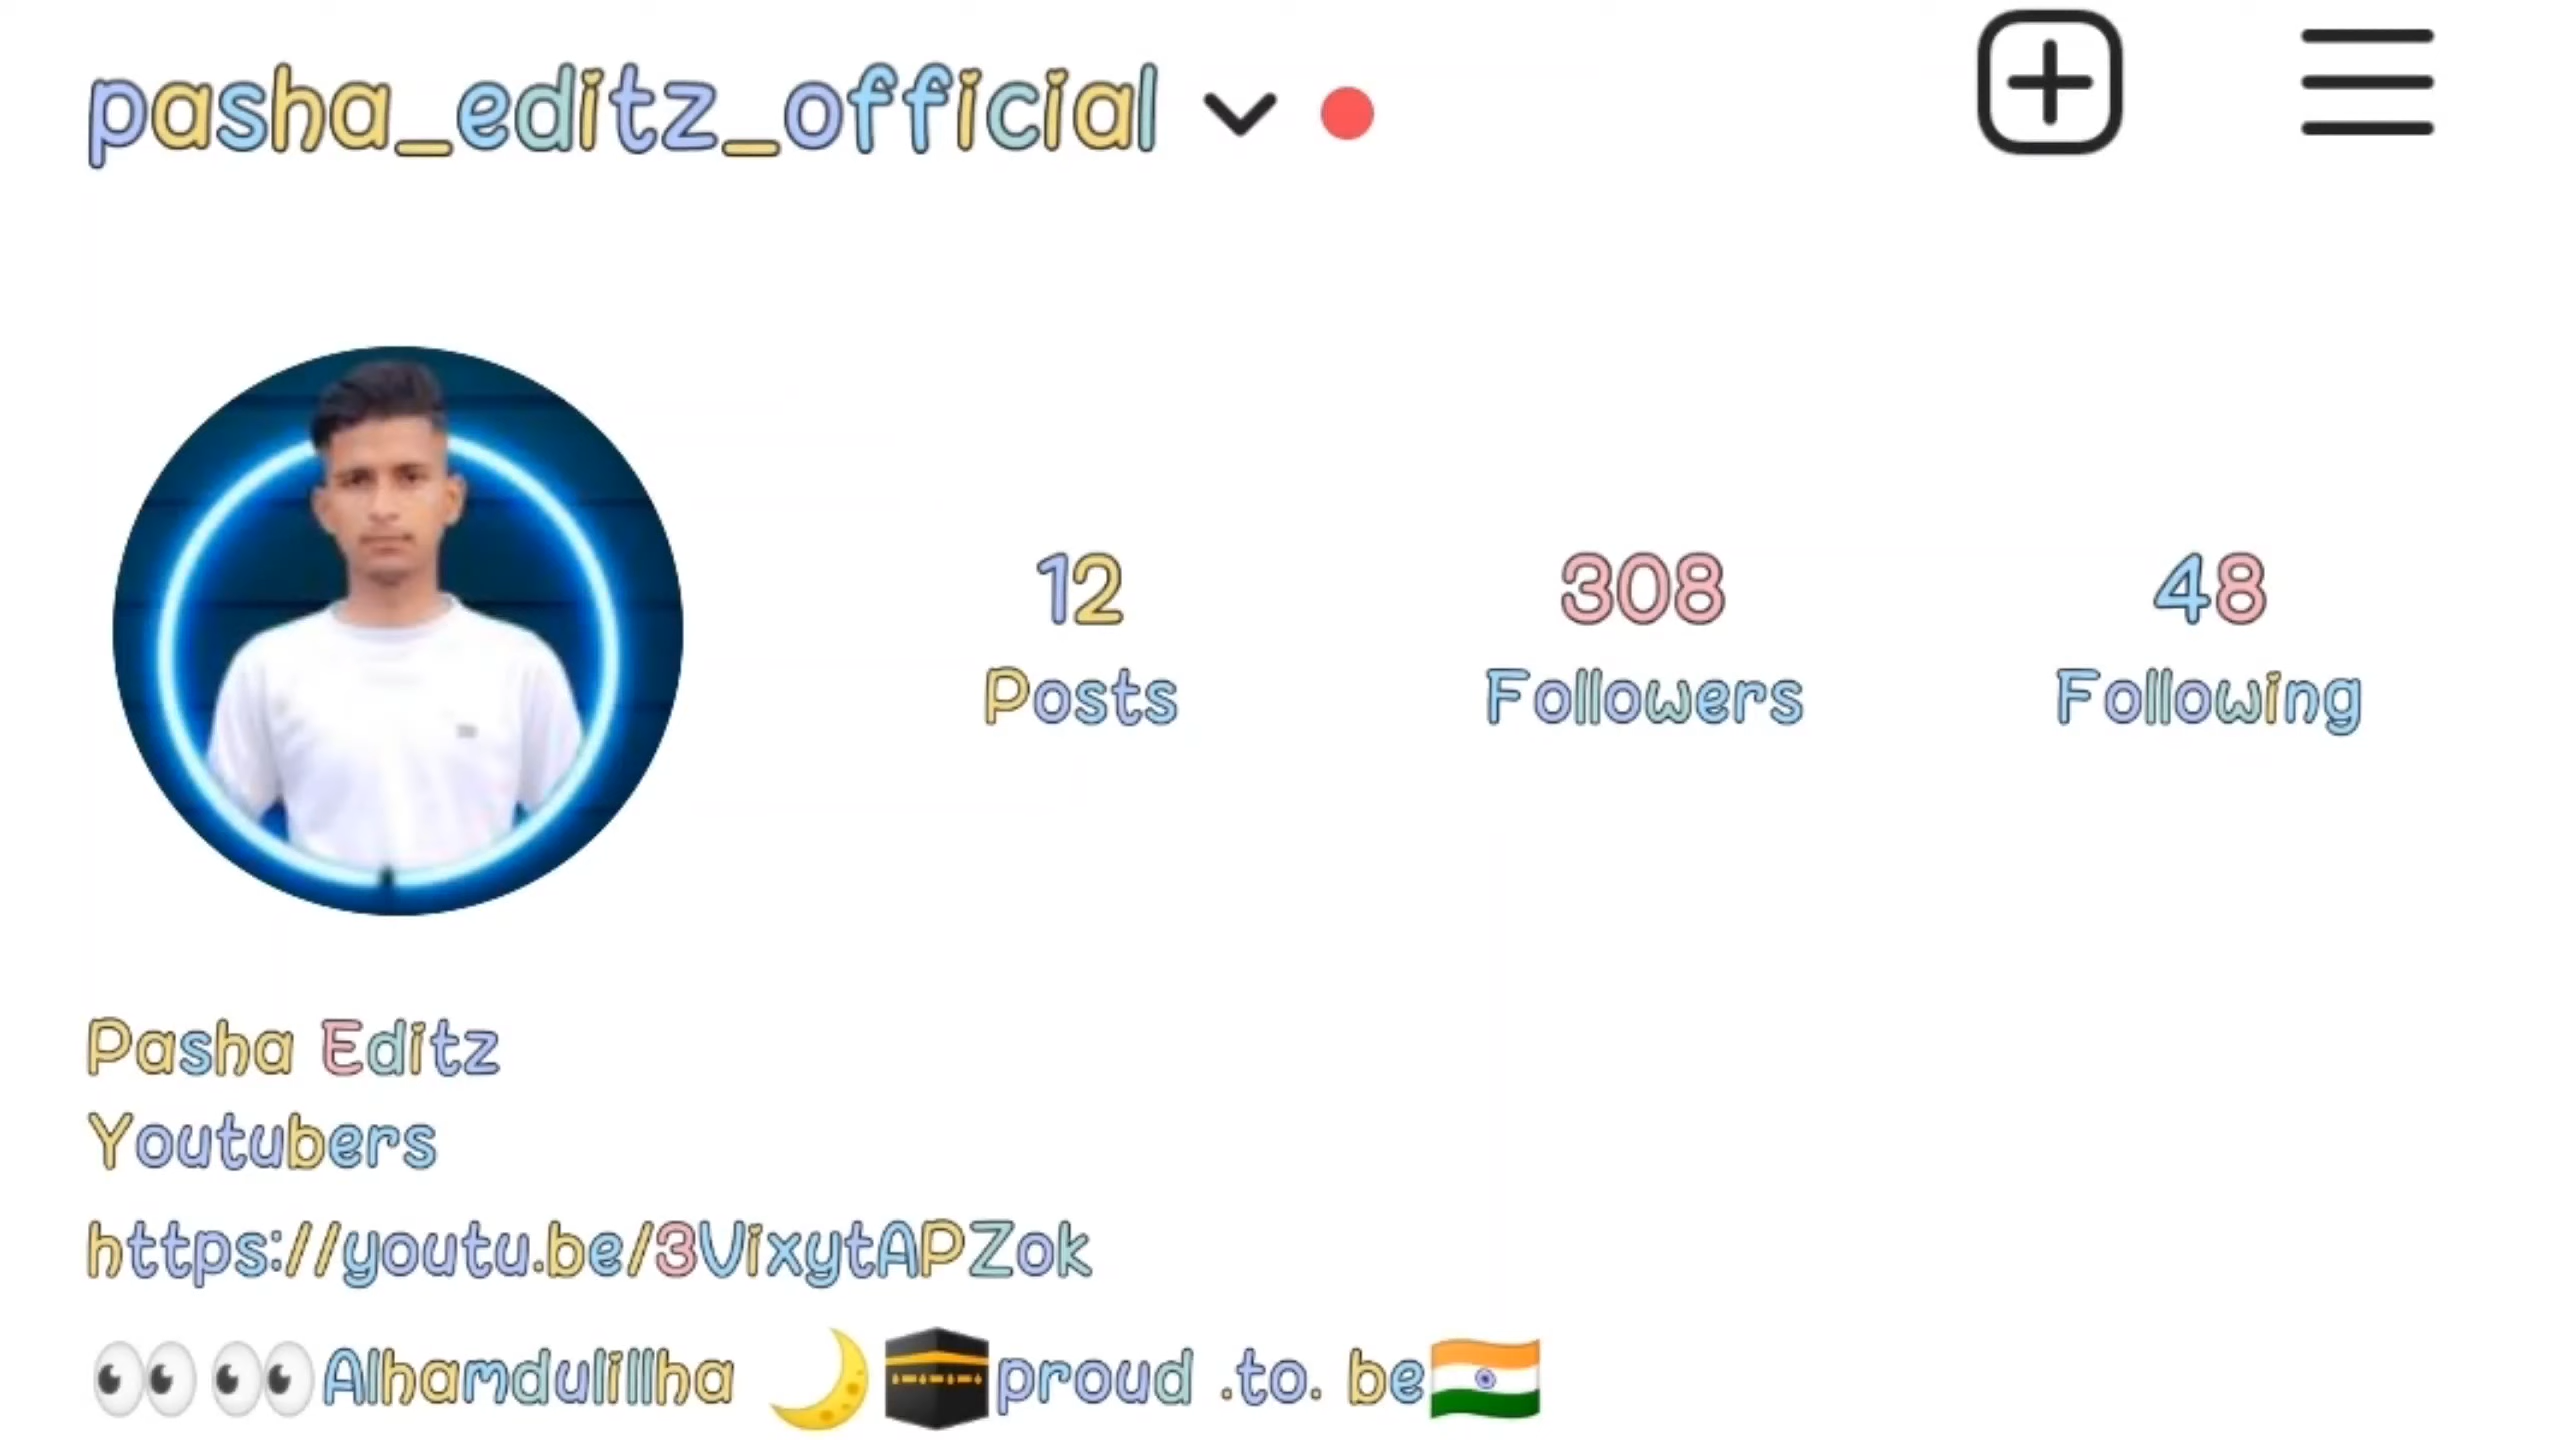 pasha_editz_official
12 308 48
Posts Followers Following
Pasha Editz
Youtubers
https://youtu.be/3VixytAPZok
👀 👀Alhamdulillha 🌙🕋proud .to. be🇮🇳